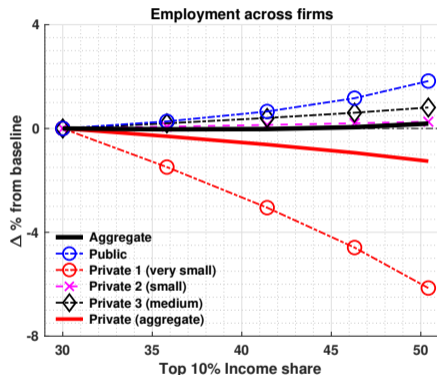 Employment across firms
4
0
-4
-8
Δ % from baseline
Aggregate
Public
Private 1 (very small)
Private 2 (small)
Private 3 (medium)
Private (aggregate)
30 35 40 45 50
Top 10% Income share